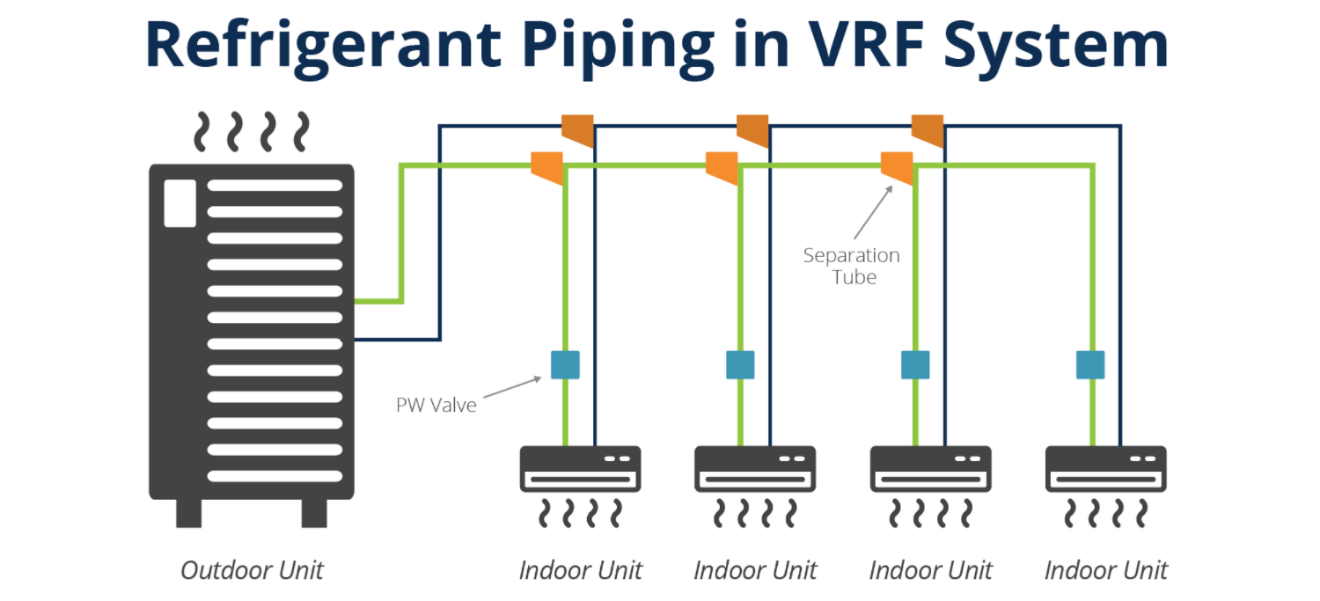 Refrigerant Piping in VRF System
Separation
Tube
PW Valve
Outdoor Unit
Indoor Unit
Indoor Unit
Indoor Unit
Indoor Unit